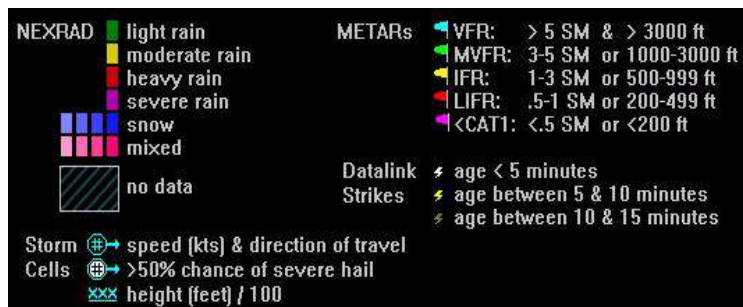 NEXRAD light rain
moderate rain
heavy rain
severe rain
snow
mixed
no data
METARs VFR: > 5 SM & > 3000 ft
MVFR: 3-5 SM or 1000-3000 ft
IFR: 1-3 SM or 500-999 ft
LIFR: .5-1 SM or 200-499 ft
<CAT1: <.5 SM or <200 ft
Datalink age < 5 minutes
Strikes age between 5 & 10 minutes
age between 10 & 15 minutes
Storm # speed (kts) & direction of travel
Cells # >50% chance of severe hail
xxx height (feet) / 100